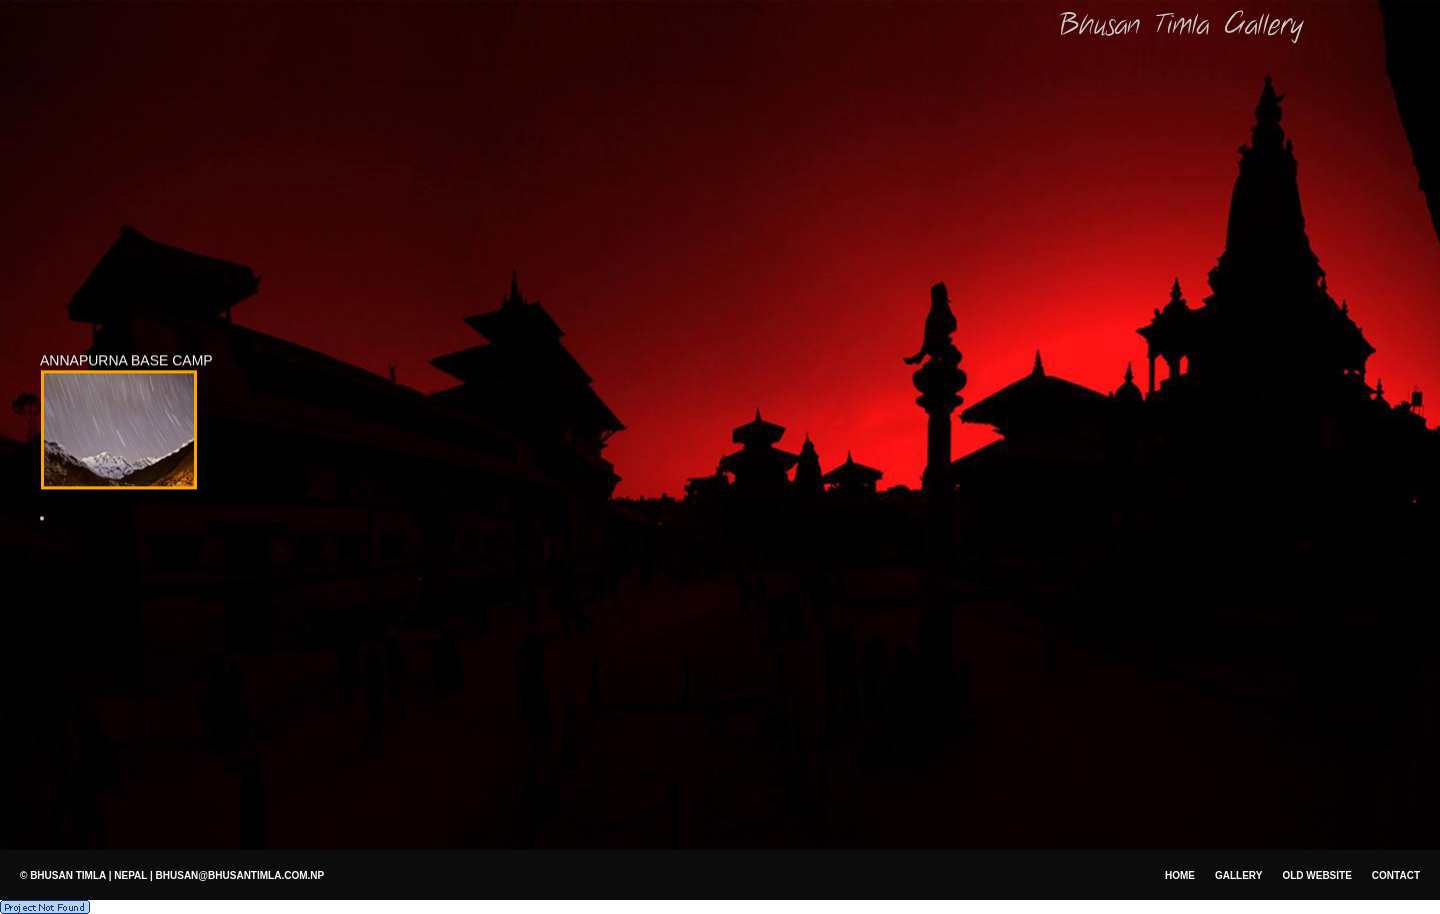 Bhusan Timla Gallery
ANNAPURNA BASE CAMP
© BHUSAN TIMLA | NEPAL | BHUSAN@BHUSANTIMLA.COM.NP
HOME GALLERY OLD WEBSITE CONTACT
Project Not Found